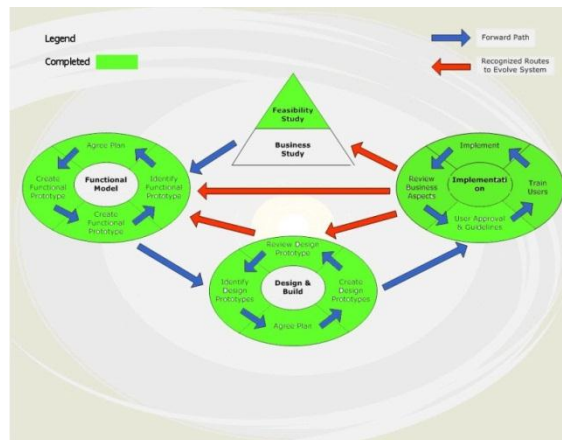 Legend
Completed
Forward Path
Recognized Routes
to Evolve System
Feasibility
Study
Business
Study
Agree Plan
Create
Functional
Prototype
Functional
Model
Identify
Functional
Prototype
Create
Functional
Prototype
Implement
Review
Business
Aspects
Implementati
on
Train
Users
User Approval
& Guidelines
Review Design
Prototype
Identify
Design
Prototypes
Design &
Build
Create
Design
Prototypes
Agree Plan